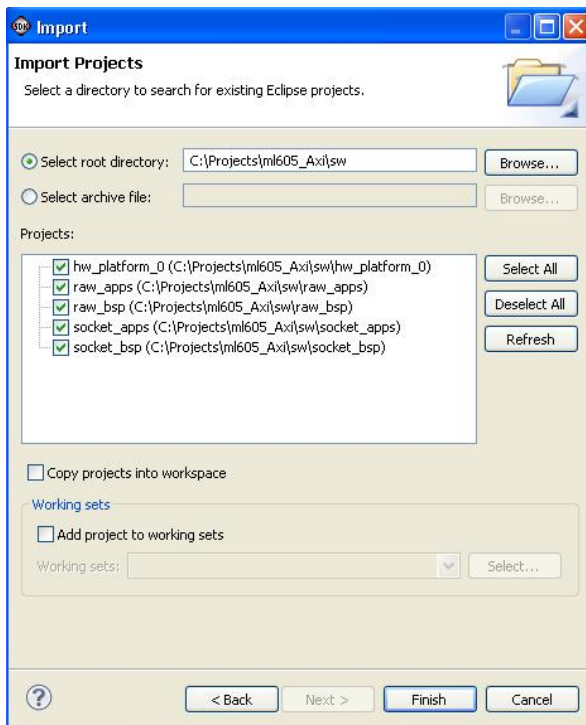 SDK Import
Import Projects
Select a directory to search for existing Eclipse projects.
Select root directory: C:\Projects\ml605_Axi\sw Browse...
Select archive file: Browse...
Projects:
hw_platform_0 (C:\Projects\ml605_Axi\sw\hw_platform_0)
raw_apps (C:\Projects\ml605_Axi\sw\raw_apps)
raw_bsp (C:\Projects\ml605_Axi\sw\raw_bsp)
socket_apps (C:\Projects\ml605_Axi\sw\socket_apps)
socket_bsp (C:\Projects\ml605_Axi\sw\socket_bsp)
Select All
Deselect All
Refresh
Copy projects into workspace
Working sets
Add project to working sets
Working sets: Select...
? < Back Next > Finish Cancel